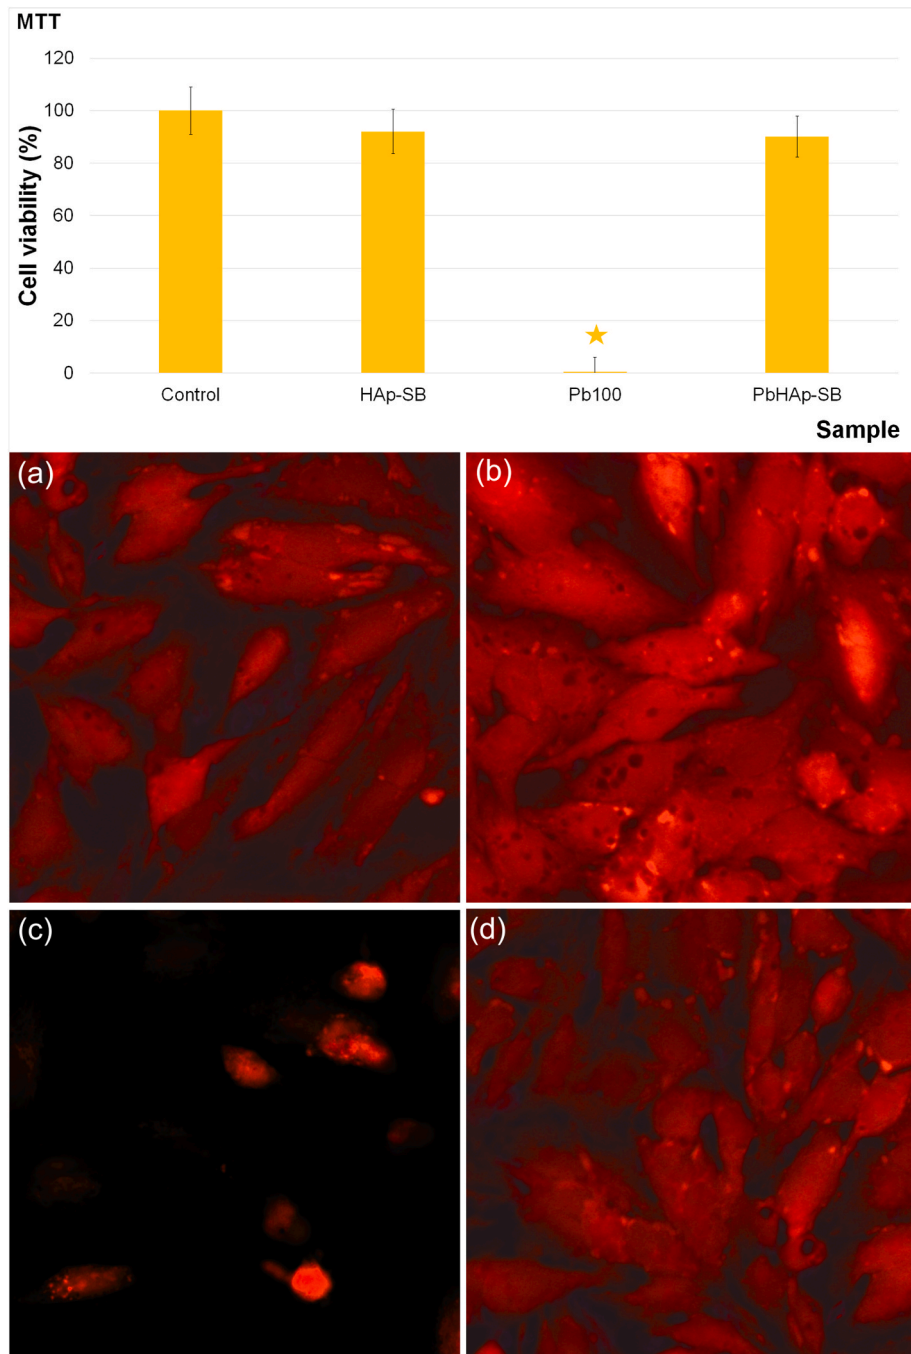 MTT
120
100
80
60
40
20
0
Cell viability (%)
Control HAp-SB Pb100 PbHAp-SB
Sample
(a) (b)
(c) (d)